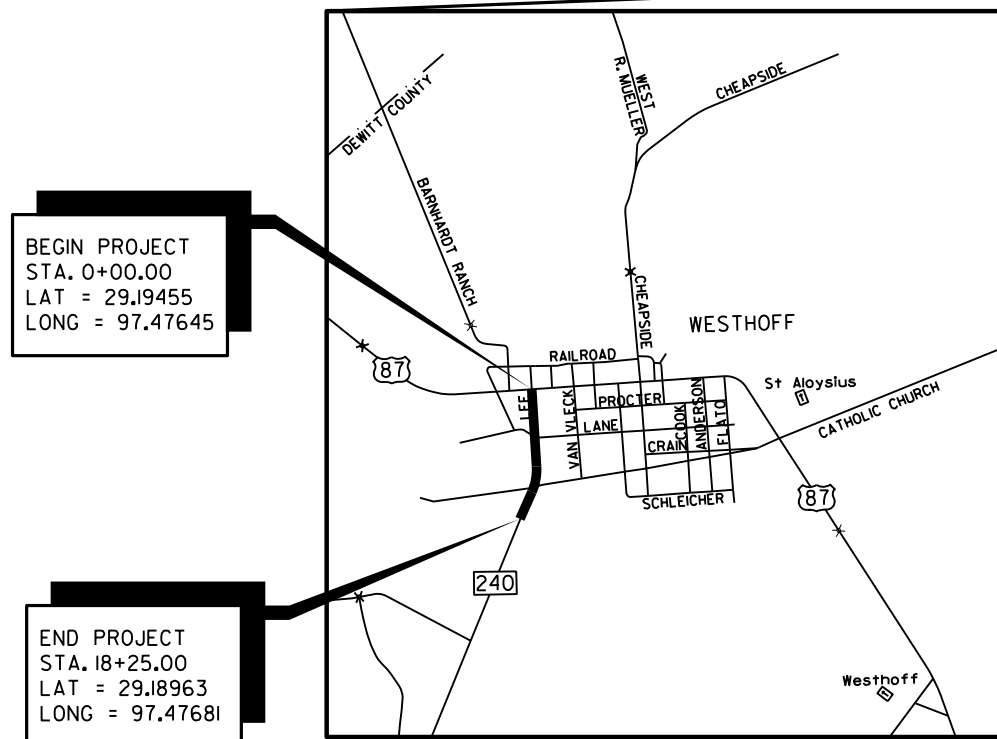 BEGIN PROJECT
STA. 0+00.00
LAT = 29.19455
LONG = 97.47645
END PROJECT
STA. 18+25.00
LAT = 29.18963
LONG = 97.47681
DEWITT COUNTY
BARNHARDT RANCH
WEST
R. MUELLER
CHEAPSIDE
CHEAPSIDE
WESTHOFF
87
RAILROAD
LEE
VAN VLECK
PROCTER
LANE
COOK
ANDERSON
FLATO
CRAIN
SCHLEICHER
St Aloysius
CATHOLIC CHURCH
87
240
Westhoff